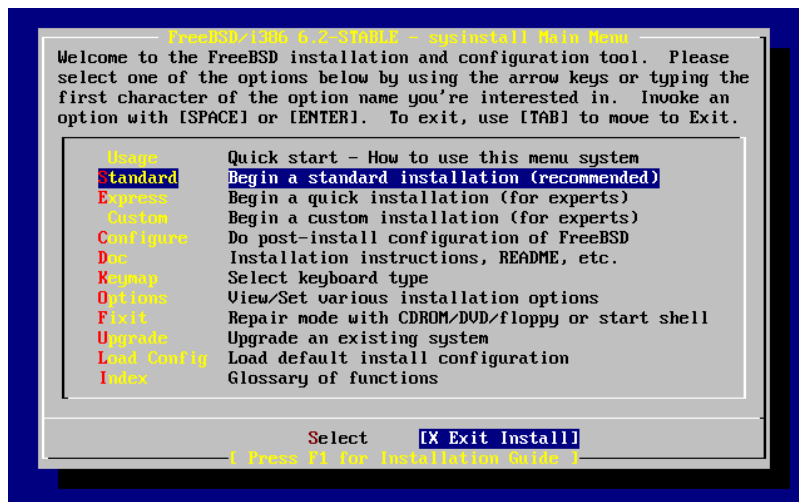 FreeBSD/i386 6.2-STABLE - sysinstall Main Menu
Welcome to the FreeBSD installation and configuration tool.  Please
select one of the options below by using the arrow keys or typing the
first character of the option name you're interested in.  Invoke an
option with [SPACE] or [ENTER].  To exit, use [TAB] to move to Exit.
Usage Quick start - How to use this menu system
Standard Begin a standard installation (recommended)
Express Begin a quick installation (for experts)
Custom Begin a custom installation (for experts)
Configure Do post-install configuration of FreeBSD
Doc Installation instructions, README, etc.
Keymap Select keyboard type
Options View/Set various installation options
Fixit Repair mode with CDROM/DVD/floppy or start shell
Upgrade Upgrade an existing system
Load Config Load default install configuration
Index Glossary of functions
Select [X Exit Install]
[ Press F1 for Installation Guide ]